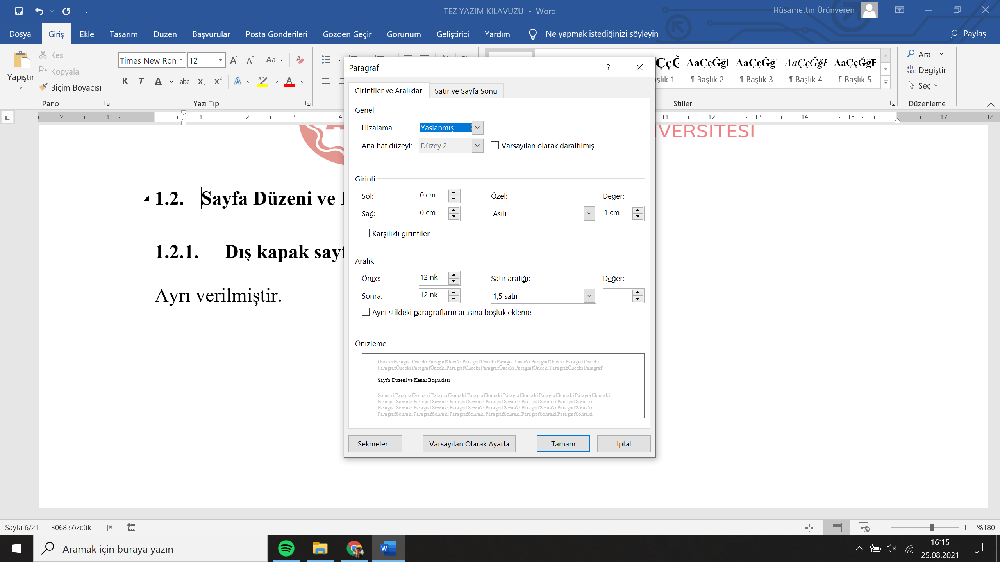 TEZ YAZIM KILAVUZU - Word
Hüsamettin Ürünveren
Dosya Giriş Ekle Tasarım Düzen Başvurular Posta Gönderileri Gözden Geçir Görünüm Geliştirici Yardım Ne yapmak istediğinizi söyleyin Paylaş
Yapıştır
Kes
Kopyala
Biçim Boyacısı
Pano
Times New Ron 12
Aa
K T A abc X₂ X² A ab A
Yazı Tipi
AaÇçĞğ] AaÇçĞğ] AaÇçĞğI AaÇçĞğE
şlık 1 ¶ Başlık 2 ¶ Başlık 3 ¶ Başlık 4 ¶ Başlık 5
Stiller
Ara
Değiştir
Seç
Düzenleme
2 1 1 2 3 4 11 12 13 14 15 17 18
VERSITESI
1.2. Sayfa Düzeni ve
1.2.1. Dış kapak sayf
Ayrı verilmiştir.
Paragraf ?
Girintiler ve Aralıklar Satır ve Sayfa Sonu
Genel
Hizalama: Yaslanmış
Ana hat düzeyi: Düzey 2 Varsayılan olarak daraltılmış
Girinti
Sol: 0 cm Özel: Değer:
Sağ: 0 cm Asılı 1 cm
Karşılıklı girintiler
Aralık
Önce: 12 nk Satır aralığı: Değer:
Sonra: 12 nk 1,5 satır
Aynı stildeki paragrafların arasına boşluk ekleme
Önizleme
Önceki ParagrafÖnceki ParagrafÖnceki ParagrafÖnceki ParagrafÖnceki ParagrafÖnceki ParagrafÖnceki
ParagrafÖnceki ParagrafÖnceki ParagrafÖnceki ParagrafÖnceki ParagrafÖnceki ParagrafÖnceki Paragraf
Sayfa Düzeni ve Kenar Boşlukları
Sonraki ParagrafSonraki ParagrafSonraki ParagrafSonraki ParagrafSonraki ParagrafSonraki ParagrafSonraki
ParagrafSonraki ParagrafSonraki ParagrafSonraki ParagrafSonraki ParagrafSonraki ParagrafSonraki
ParagrafSonraki ParagrafSonraki ParagrafSonraki ParagrafSonraki ParagrafSonraki ParagrafSonraki
ParagrafSonraki ParagrafSonraki ParagrafSonraki ParagrafSonraki ParagrafSonraki ParagrafSonraki
Sekmeler... Varsayılan Olarak Ayarla Tamam İptal
Sayfa 6/21 3068 sözcük %180
Aramak için buraya yazın
16:15
25.08.2021